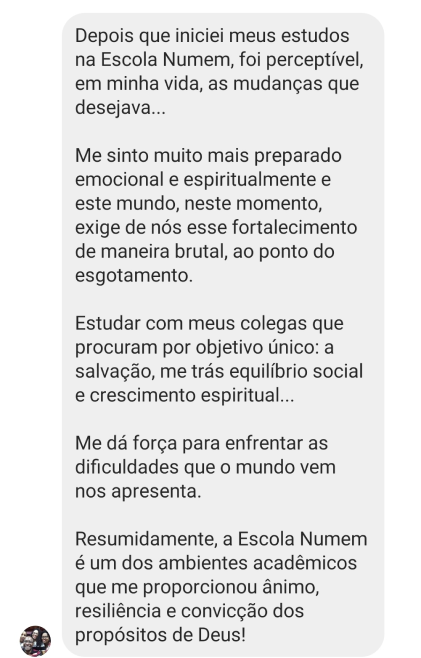 Depois que iniciei meus estudos
na Escola Numem, foi perceptível,
em minha vida, as mudanças que
desejava...
Me sinto muito mais preparado
emocional e espiritualmente e
este mundo, neste momento,
exige de nós esse fortalecimento
de maneira brutal, ao ponto do
esgotamento.
Estudar com meus colegas que
procuram por objetivo único: a
salvação, me trás equilíbrio social
e crescimento espiritual...
Me dá força para enfrentar as
dificuldades que o mundo vem
nos apresenta.
Resumidamente, a Escola Numem
é um dos ambientes acadêmicos
que me proporcionou ânimo,
resiliência e convicção dos
propósitos de Deus!